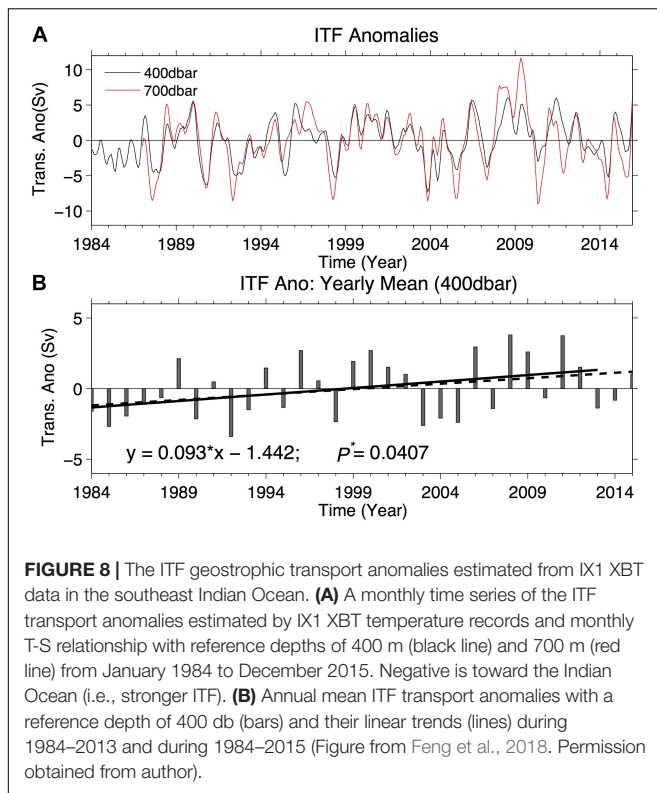 A
ITF Anomalies
400dbar
700dbar
10
5
0
-5
-10
Trans. Ano(Sv)
1984 1989 1994 1999 2004 2009 2014
Time (Year)
B
ITF Ano: Yearly Mean (400dbar)
5
0
-5
Trans. Ano (Sv)
y = 0.093*x − 1.442; P*= 0.0407
1984 1989 1994 1999 2004 2009 2014
Time (Year)
FIGURE 8 | The ITF geostrophic transport anomalies estimated from IX1 XBT
data in the southeast Indian Ocean. (A) A monthly time series of the ITF
transport anomalies estimated by IX1 XBT temperature records and monthly
T-S relationship with reference depths of 400 m (black line) and 700 m (red
line) from January 1984 to December 2015. Negative is toward the Indian
Ocean (i.e., stronger ITF). (B) Annual mean ITF transport anomalies with a
reference depth of 400 db (bars) and their linear trends (lines) during
1984–2013 and during 1984–2015 (Figure from Feng et al., 2018. Permission
obtained from author).